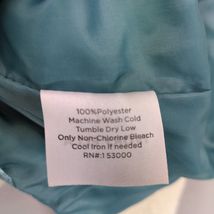 100%Polyester
Machine Wash Cold
Tumble Dry Low
Only Non-Chlorine Bleach
Cool Iron if needed
RN#:153000